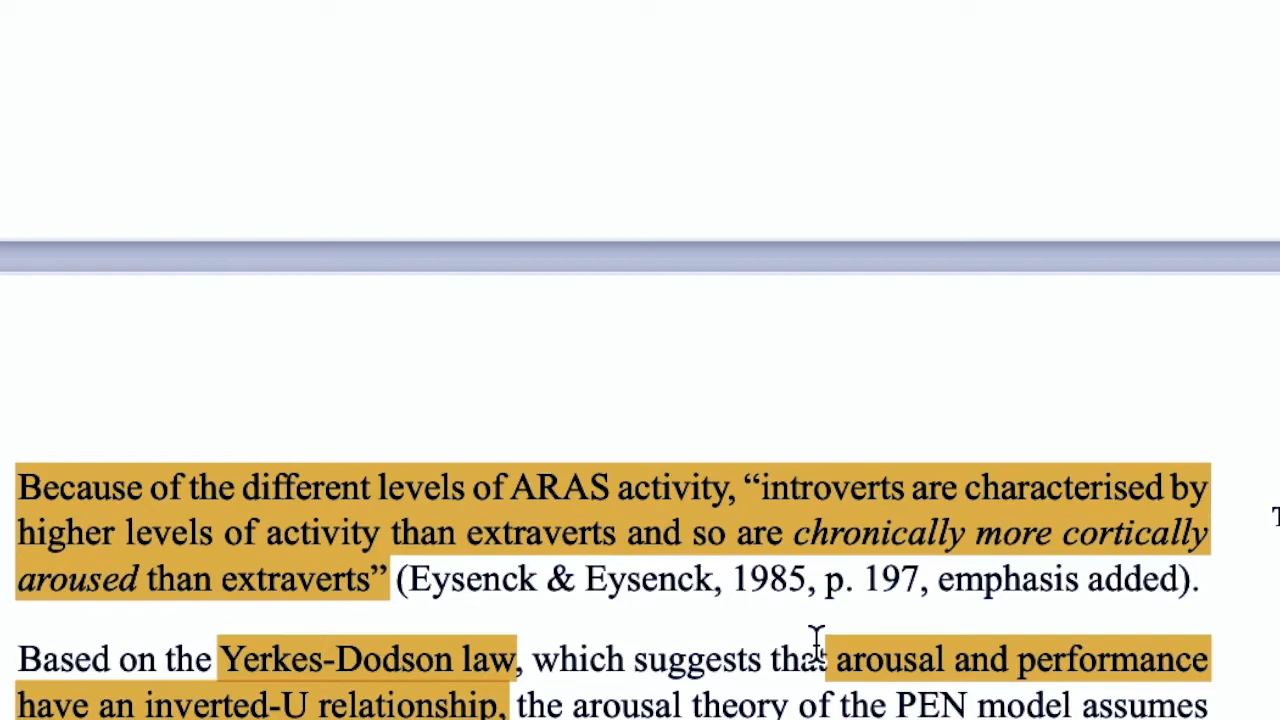 Because of the different levels of ARAS activity, “introverts are characterised by
higher levels of activity than extraverts and so are chronically more cortically
aroused than extraverts” (Eysenck & Eysenck, 1985, p. 197, emphasis added).
Based on the Yerkes-Dodson law, which suggests that arousal and performance
have an inverted-U relationship, the arousal theory of the PEN model assumes